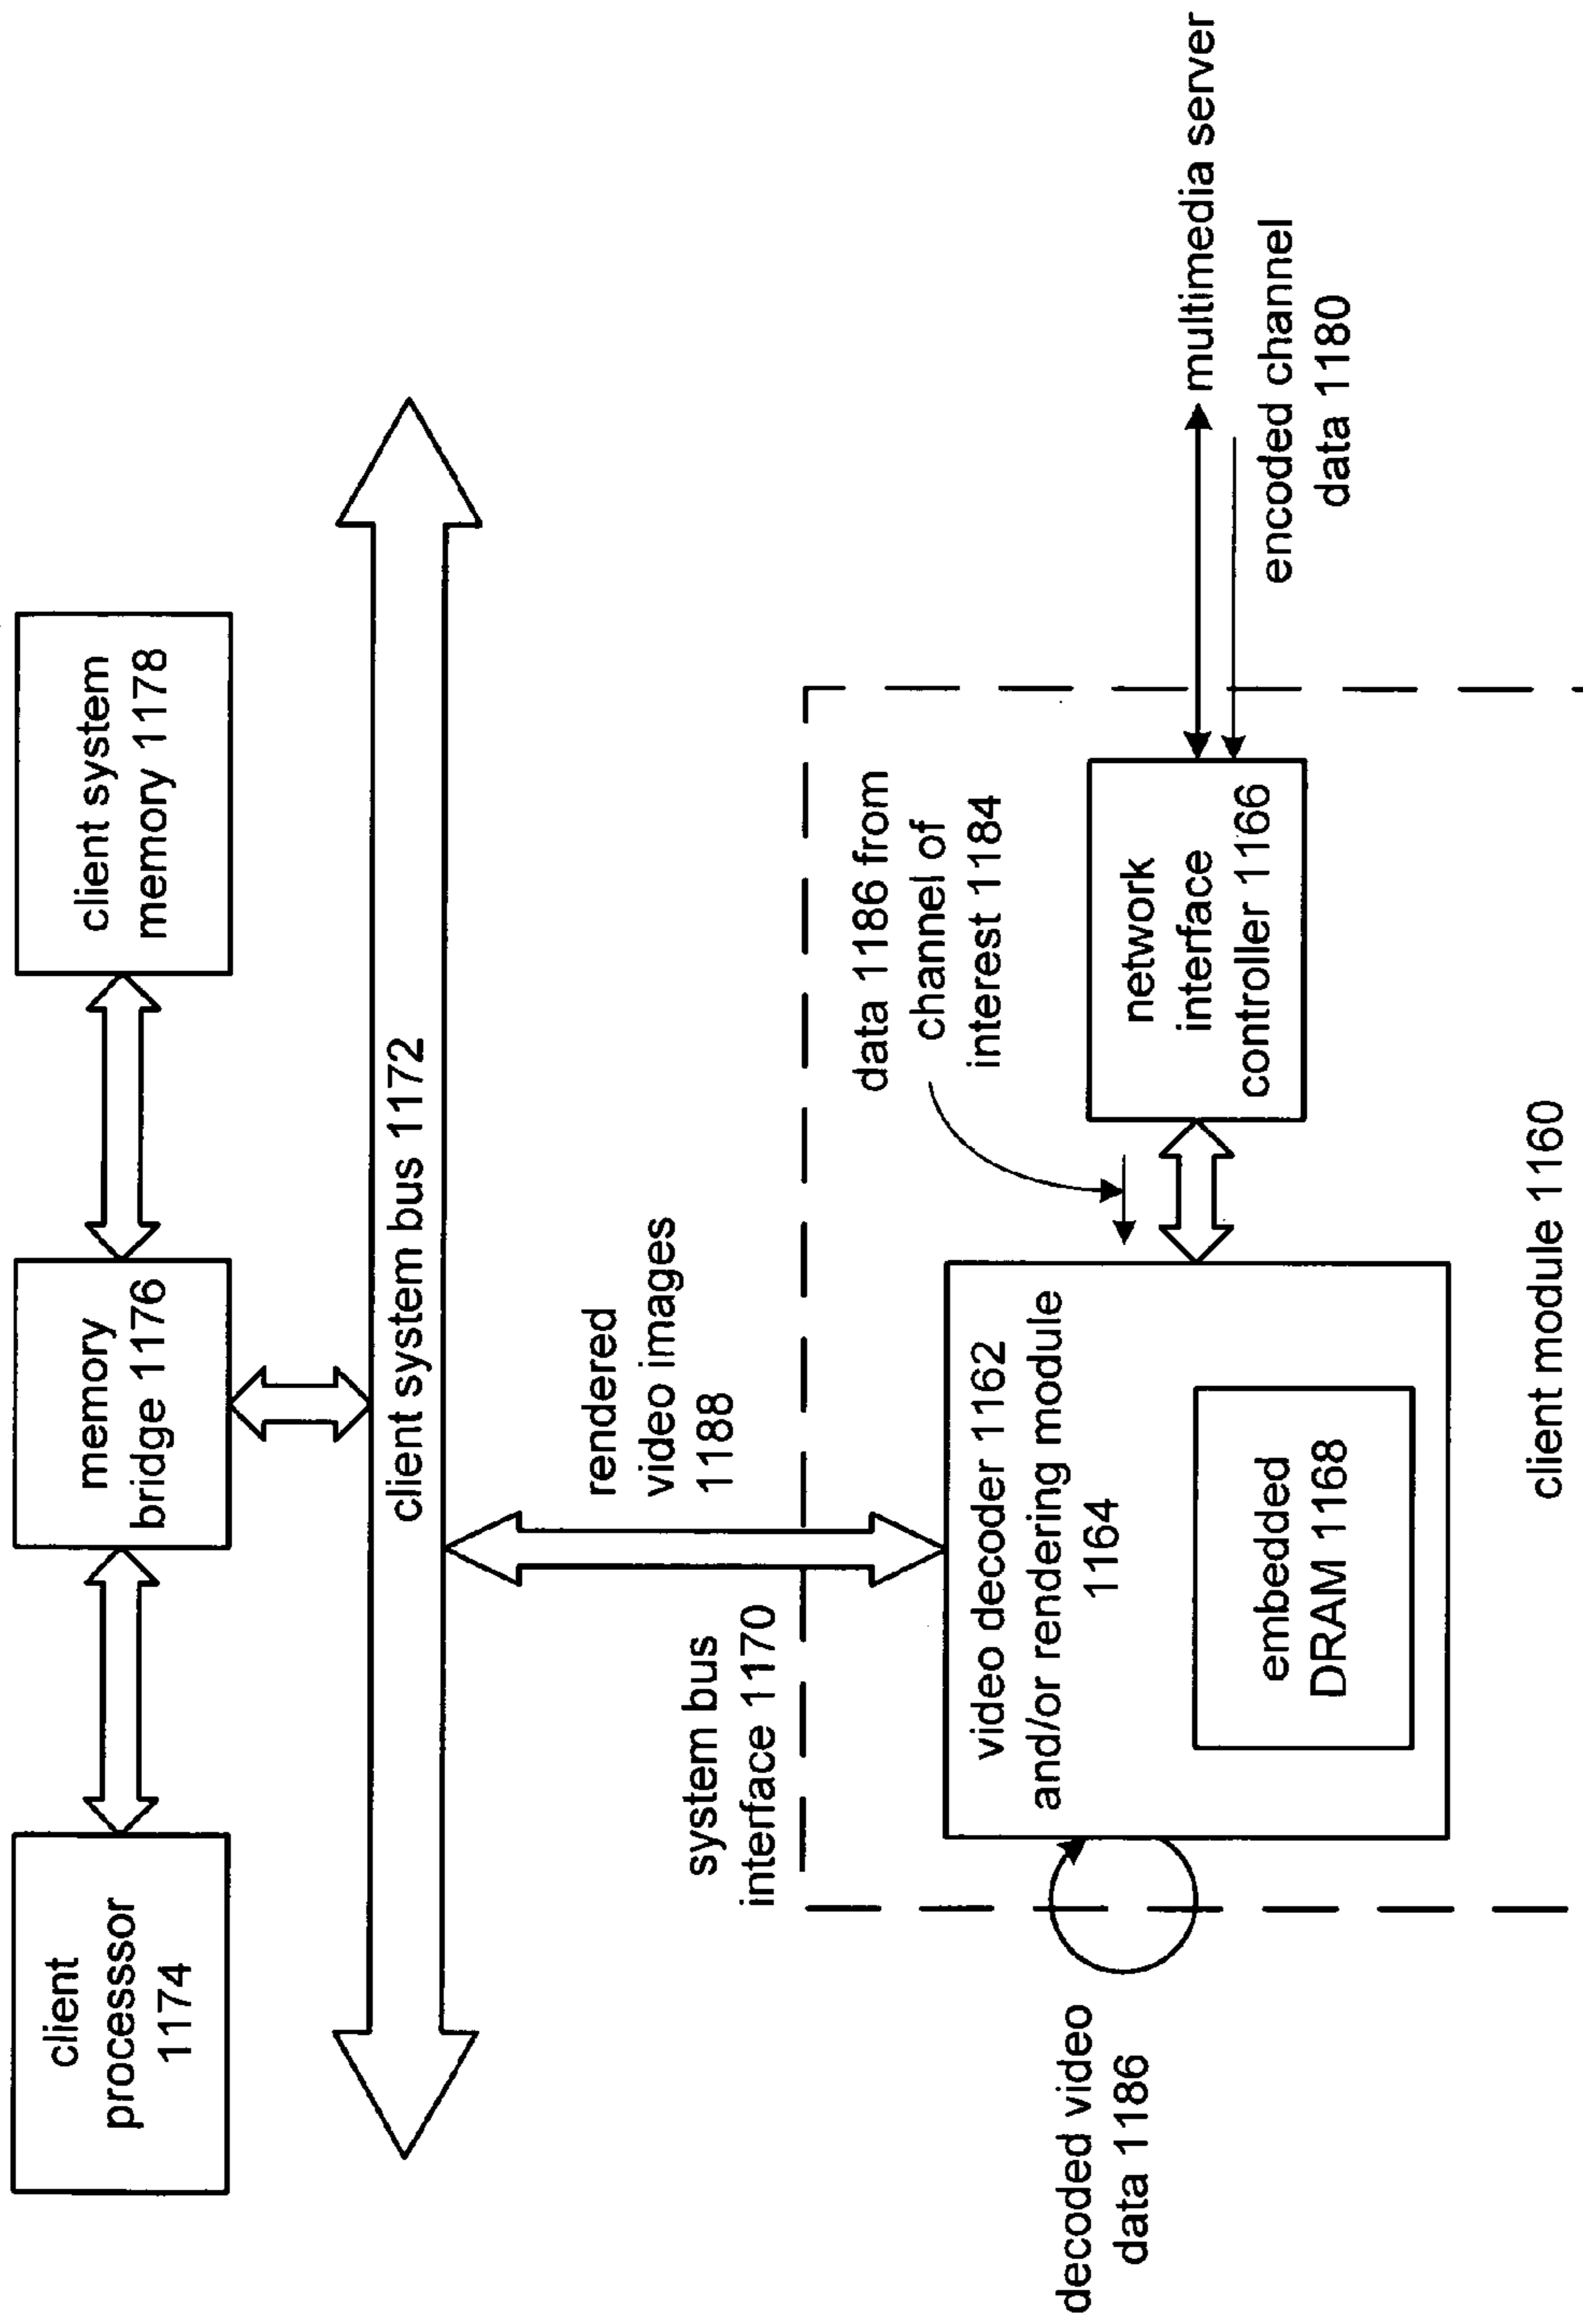 client
processor
1174
memory
bridge 1176
client system
memory 1178
client system bus 1172
rendered
video images
1188
system bus
interface 1170
data 1186 from
channel of
interest 1184
decoded video
data 1186
video decoder 1162
and/or rendering module
1164
embedded
DRAM 1168
network
interface
controller 1166
multimedia server
encoded channel
data 1180
client module 1160